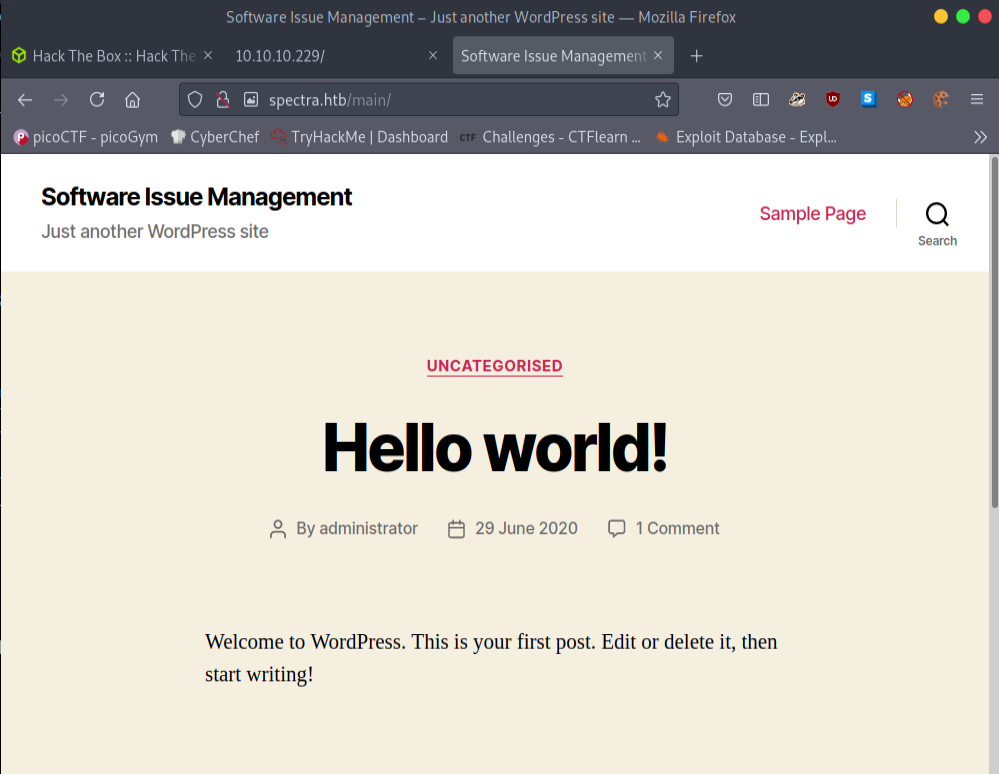 Software Issue Management – Just another WordPress site — Mozilla Firefox
Hack The Box :: Hack The
10.10.10.229/
Software Issue Management
spectra.htb/main/
picoCTF - picoGym
CyberChef
TryHackMe | Dashboard
CTF Challenges - CTFlearn ...
Exploit Database - Expl...
Software Issue Management
Just another WordPress site
Sample Page
Search
UNCATEGORISED
Hello world!
By administrator
29 June 2020
1 Comment
Welcome to WordPress. This is your first post. Edit or delete it, then
start writing!